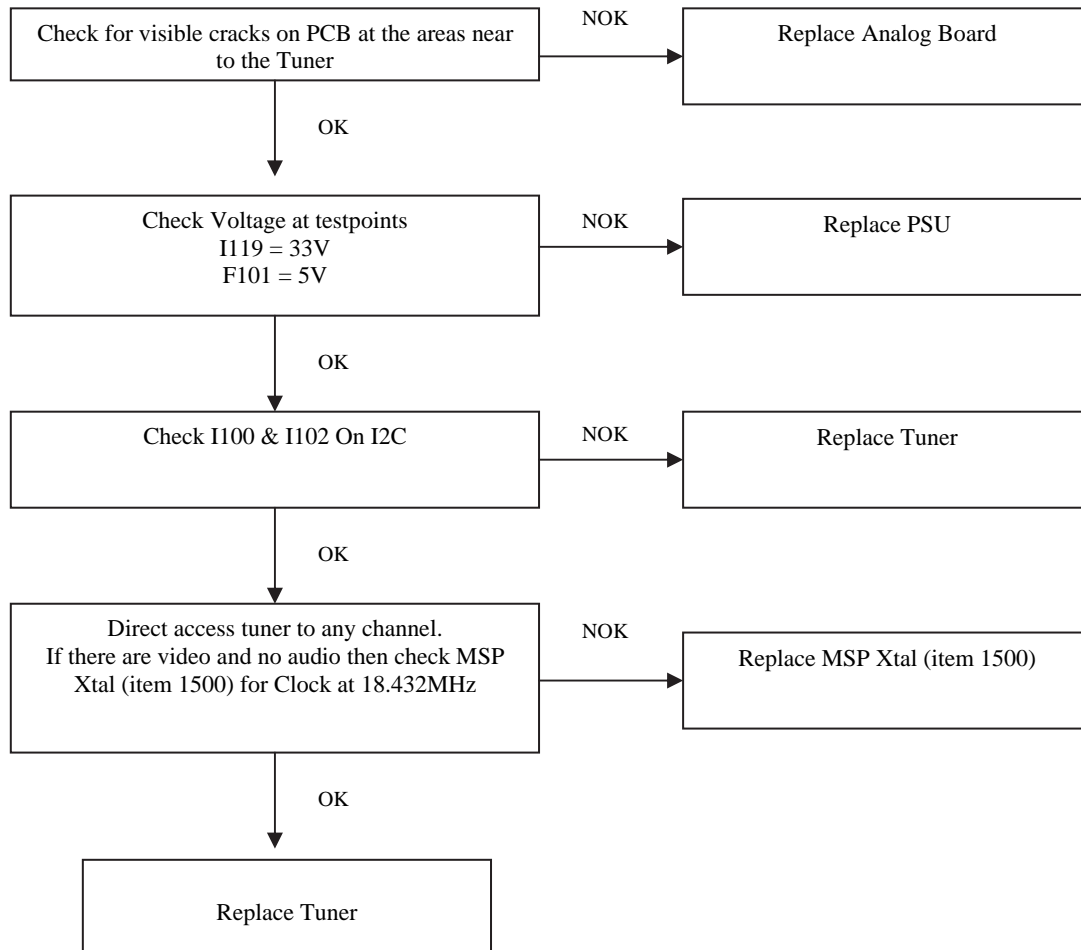 Check for visible cracks on PCB at the areas near
to the Tuner
NOK
Replace Analog Board
OK
Check Voltage at testpoints
I119 = 33V
F101 = 5V
NOK
Replace PSU
OK
Check I100 & I102 On I2C
NOK
Replace Tuner
OK
Direct access tuner to any channel.
If there are video and no audio then check MSP
Xtal (item 1500) for Clock at 18.432MHz
NOK
Replace MSP Xtal (item 1500)
OK
Replace Tuner